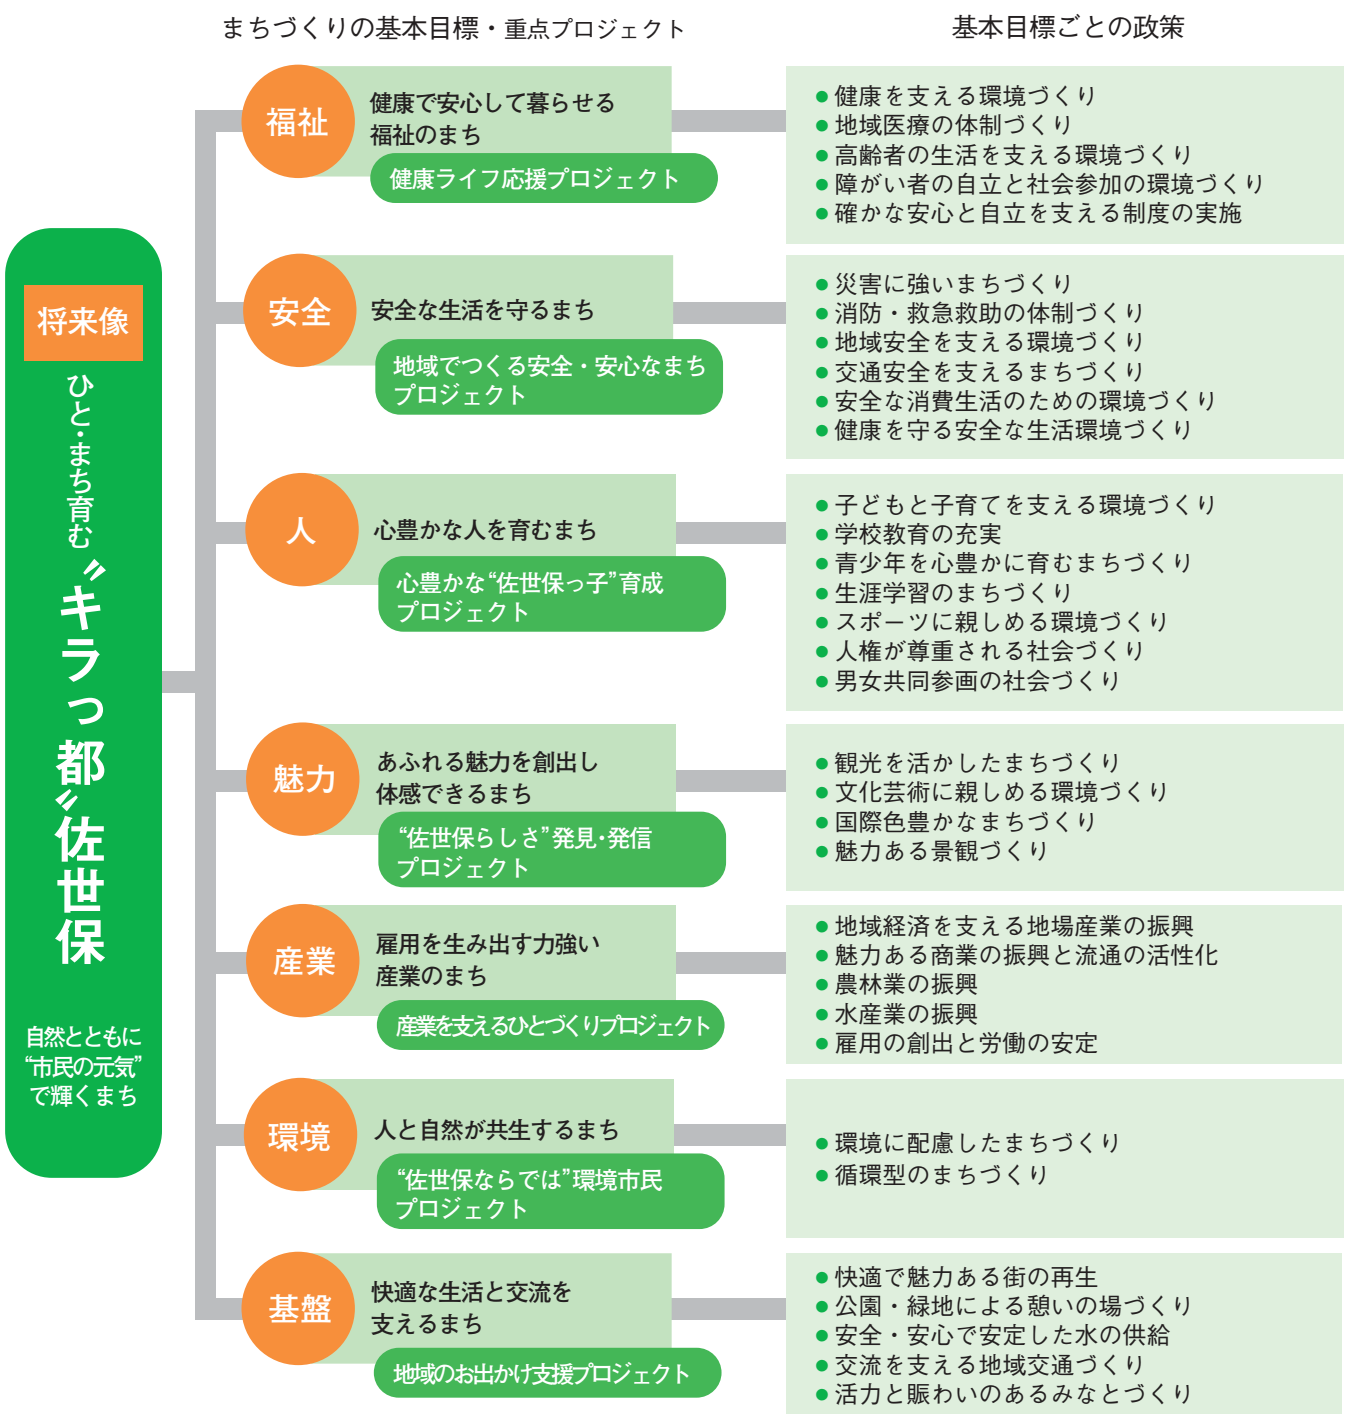 まちづくりの基本目標・重点プロジェクト
基本目標ごとの政策
将来像
ひと・まち育む
“キラっ都”佐世保
自然とともに
“市民の元気”
で輝くまち
福祉
健康で安心して暮らせる
福祉のまち
健康ライフ応援プロジェクト
●健康を支える環境づくり
●地域医療の体制づくり
●高齢者の生活を支える環境づくり
●障がい者の自立と社会参加の環境づくり
●確かな安心と自立を支える制度の実施
安全
安全な生活を守るまち
地域でつくる安全・安心なまち
プロジェクト
●災害に強いまちづくり
●消防・救急救助の体制づくり
●地域安全を支える環境づくり
●交通安全を支えるまちづくり
●安全な消費生活のための環境づくり
●健康を守る安全な生活環境づくり
人
心豊かな人を育むまち
心豊かな“佐世保っ子”育成
プロジェクト
●子どもと子育てを支える環境づくり
●学校教育の充実
●青少年を心豊かに育むまちづくり
●生涯学習のまちづくり
●スポーツに親しめる環境づくり
●人権が尊重される社会づくり
●男女共同参画の社会づくり
魅力
あふれる魅力を創出し
体感できるまち
“佐世保らしさ”発見・発信
プロジェクト
●観光を活かしたまちづくり
●文化芸術に親しめる環境づくり
●国際色豊かなまちづくり
●魅力ある景観づくり
産業
雇用を生み出す力強い
産業のまち
産業を支えるひとづくりプロジェクト
●地域経済を支える地場産業の振興
●魅力ある商業の振興と流通の活性化
●農林業の振興
●水産業の振興
●雇用の創出と労働の安定
環境
人と自然が共生するまち
“佐世保ならでは”環境市民
プロジェクト
●環境に配慮したまちづくり
●循環型のまちづくり
基盤
快適な生活と交流を
支えるまち
地域のお出かけ支援プロジェクト
●快適で魅力ある街の再生
●公園・緑地による憩いの場づくり
●安全・安心で安定した水の供給
●交流を支える地域交通づくり
●活力と賑わいのあるみなとづくり